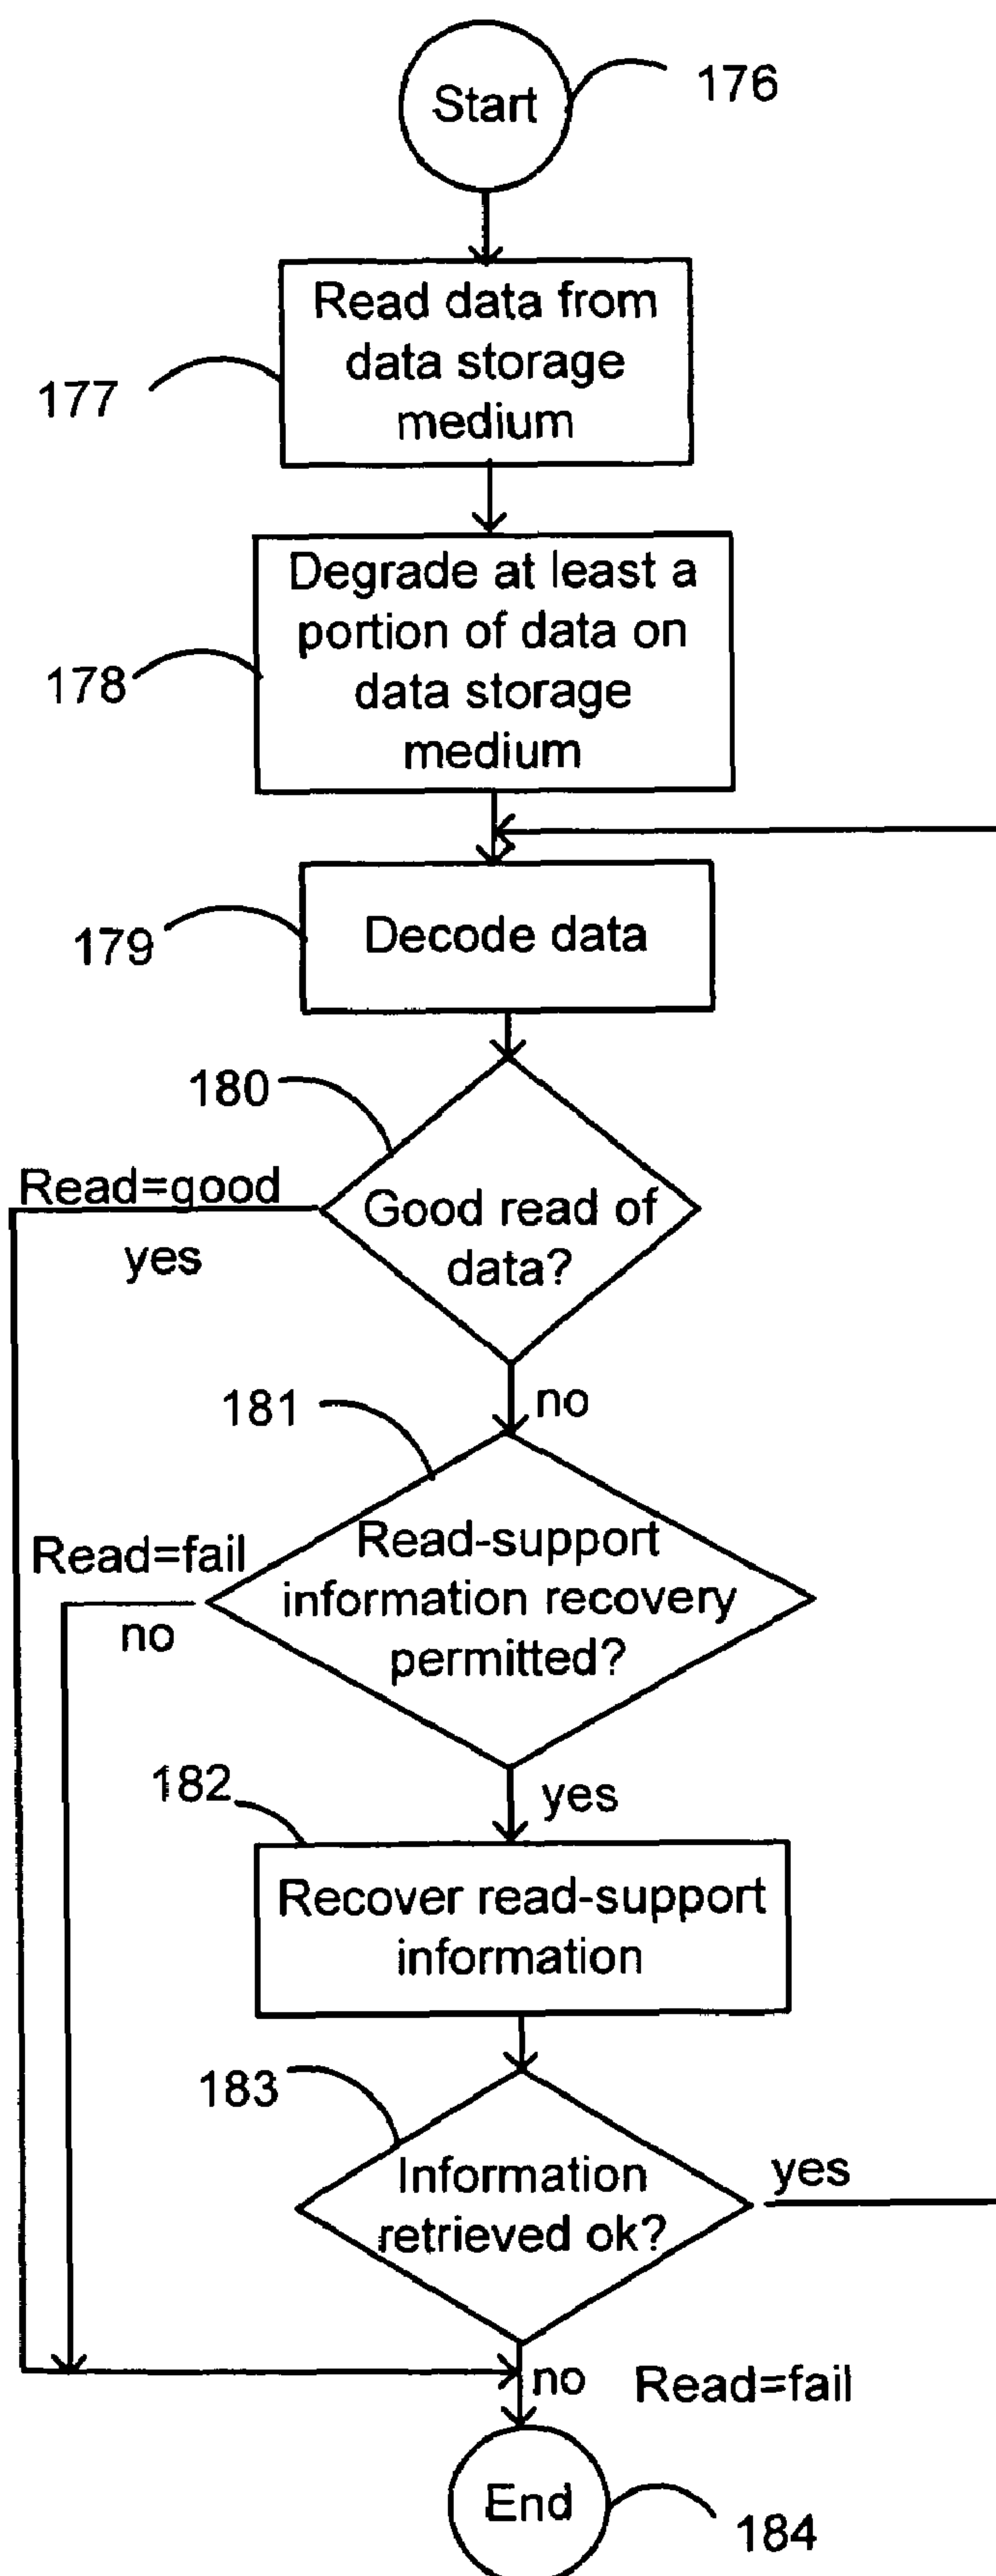 Start
176
Read data from
data storage
medium
177
Degrade at least a
portion of data on
data storage
medium
178
Decode data
179
180
Read=good
yes
Good read of
data?
no
181
Read=fail
no
Read-support
information recovery
permitted?
yes
182
Recover read-support
information
183
Information
retrieved ok?
yes
no
Read=fail
End
184